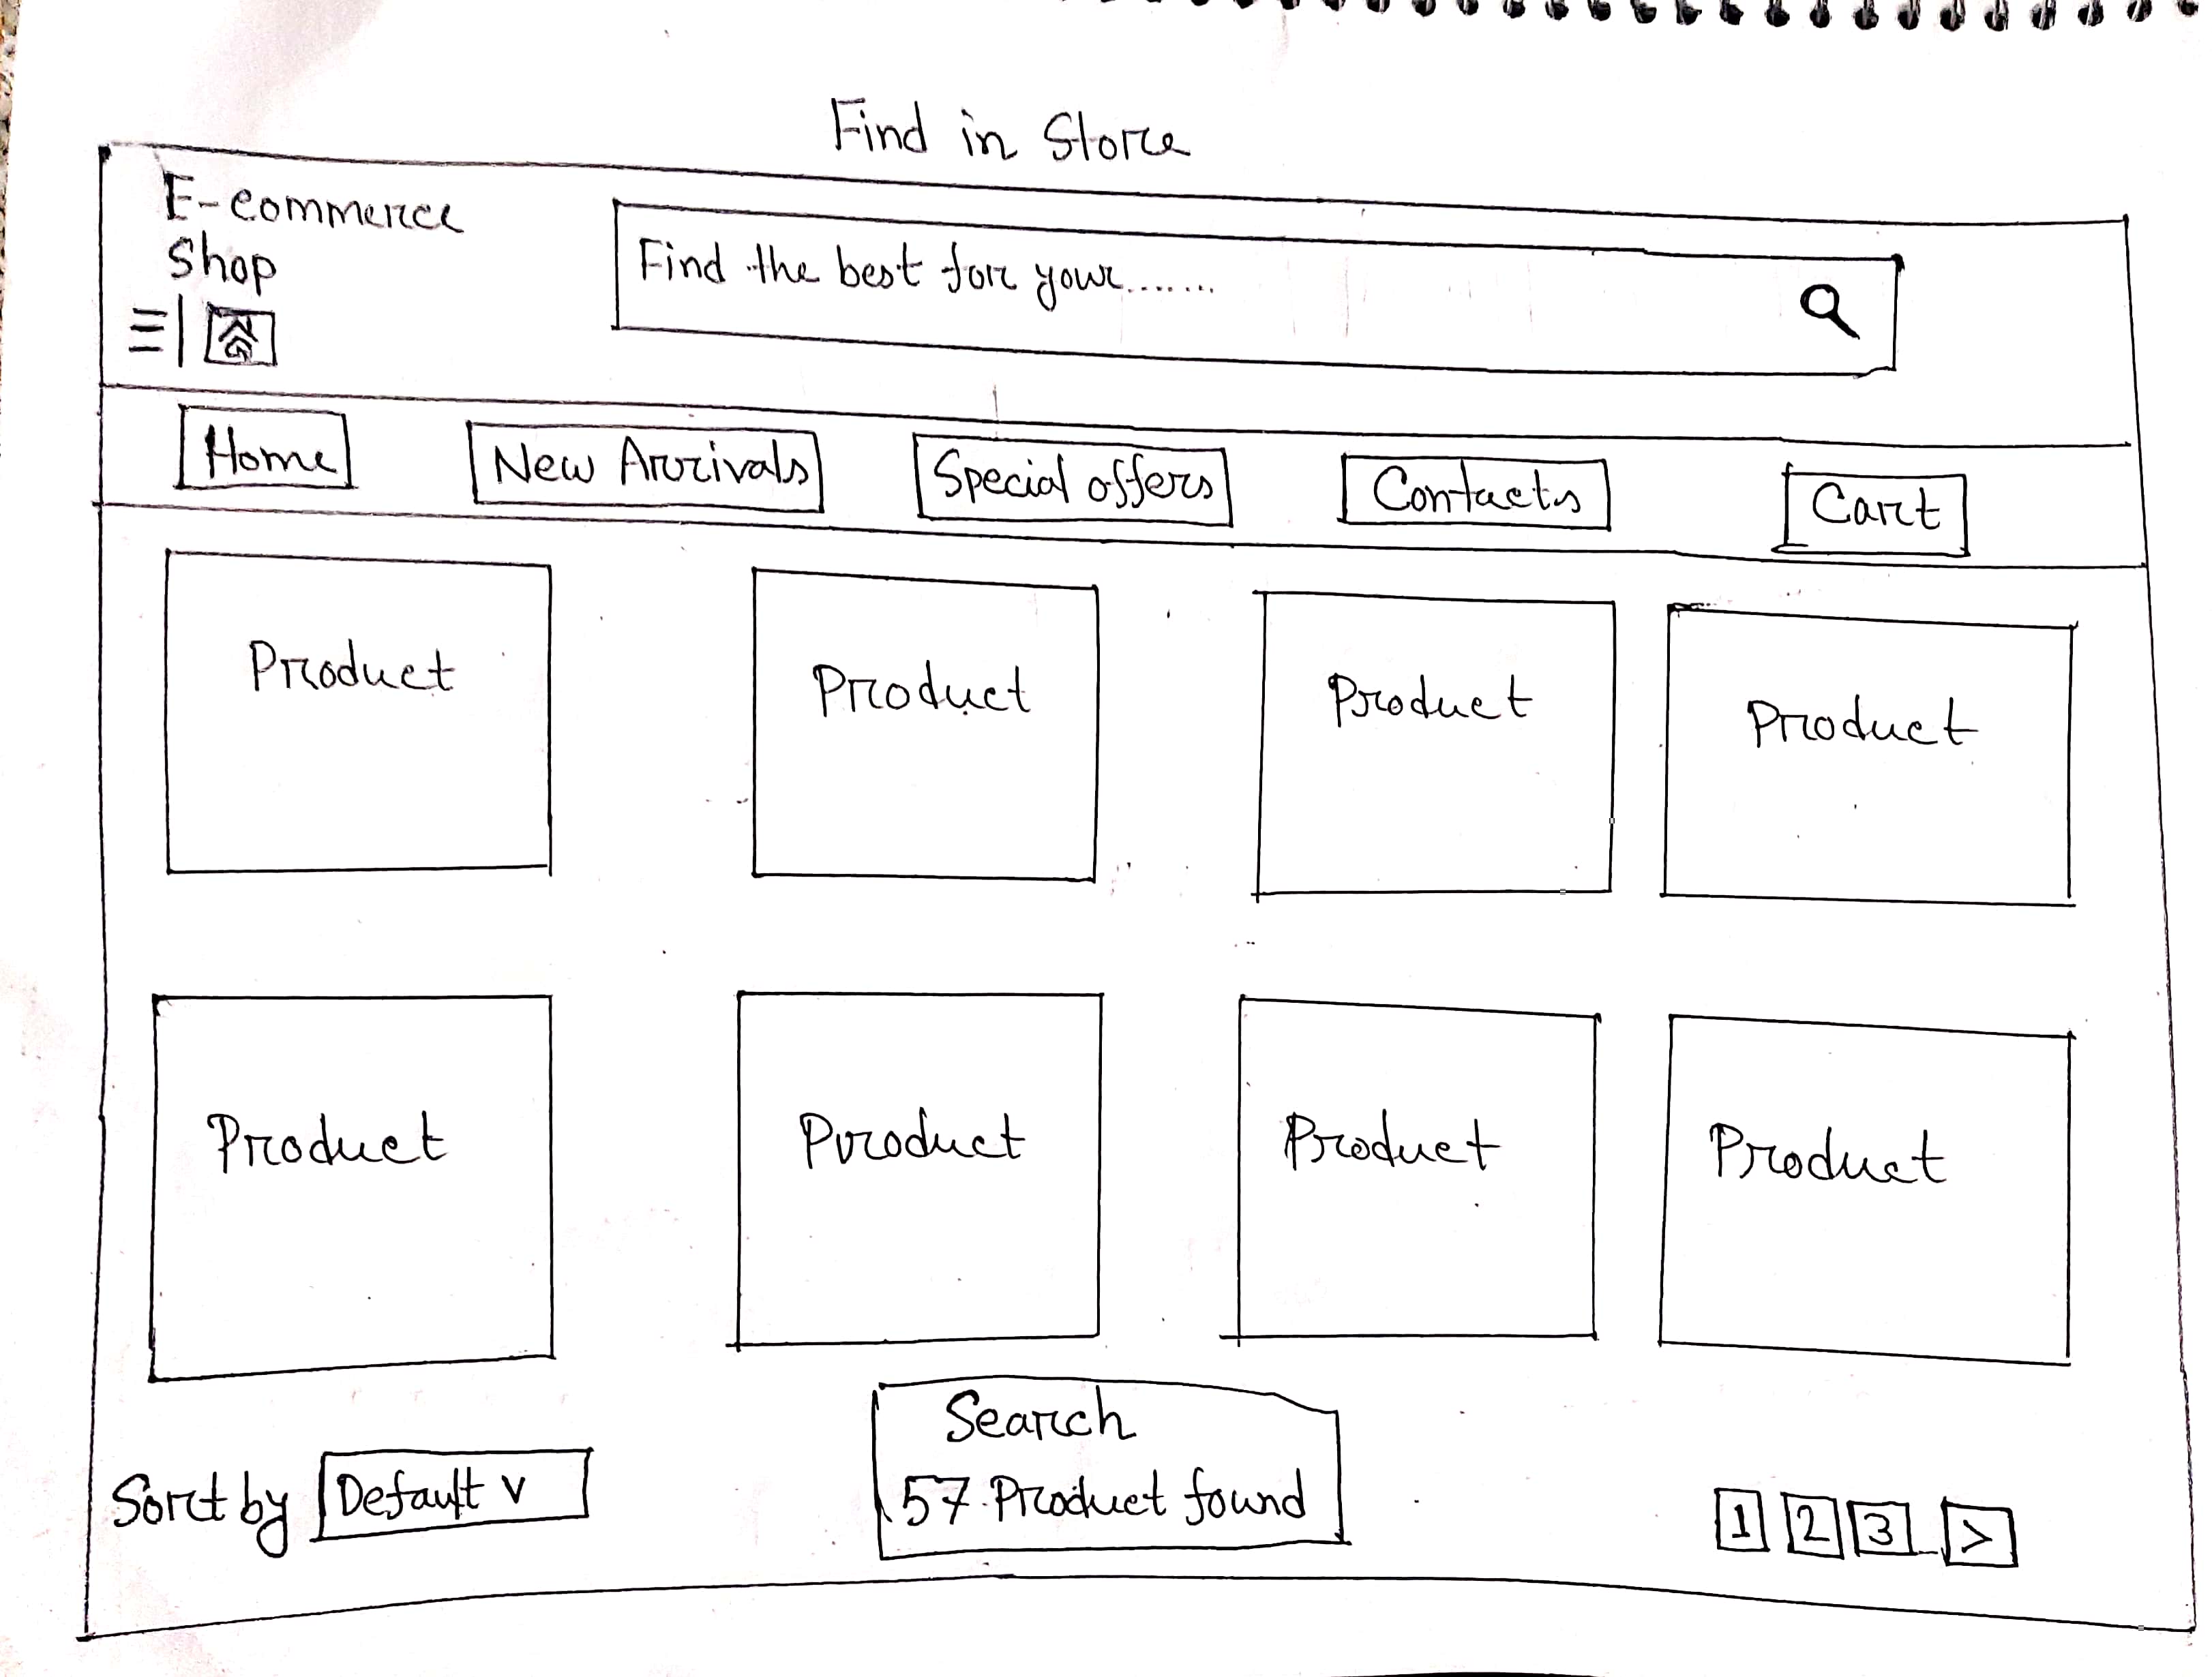 Find in Store
E-commerce
Shop
Find the best for your.......
Home New Arrivals Special offers Contacts Cart
Product Product Product Product
Product Product Product Product
Search
Sort by Default v 57 Product found 1 2 3 >